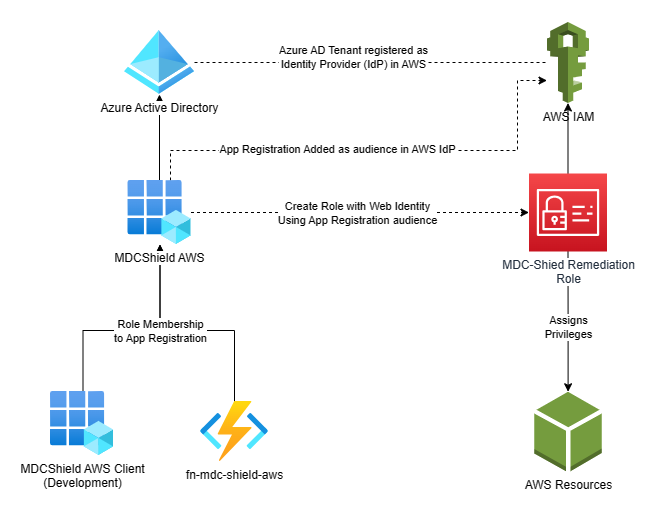 Azure AD Tenant registered as
Identity Provider (IdP) in AWS
Azure Active Directory
AWS IAM
App Registration Added as audience in AWS IdP
Create Role with Web Identity
Using App Registration audience
MDCShield AWS
MDC-Shied Remediation
Role
Role Membership
to App Registration
Assigns
Privileges
MDCShield AWS Client
(Development)
fn-mdc-shield-aws
AWS Resources